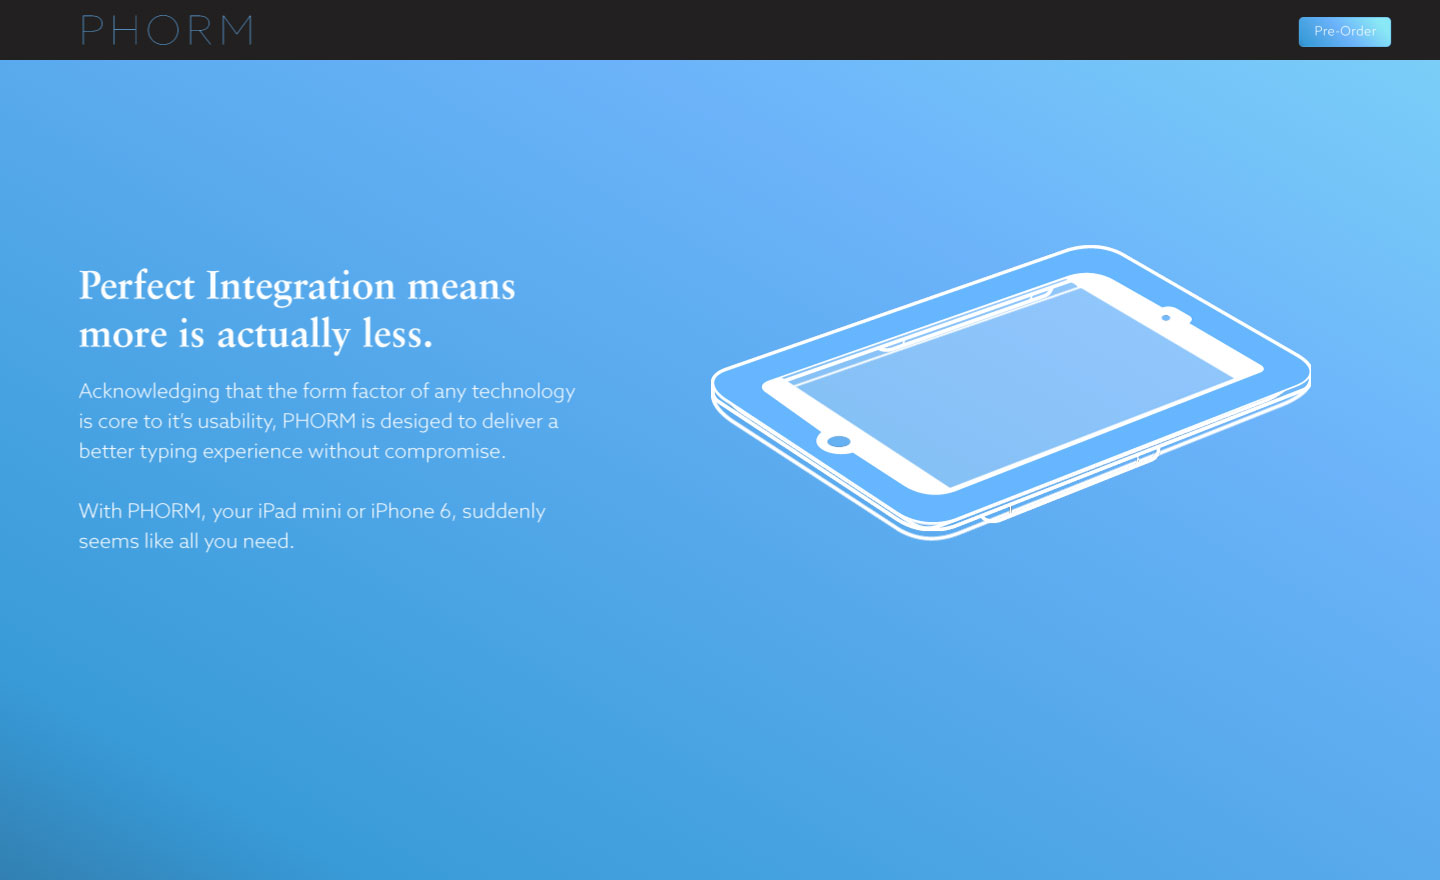 PHORM
Pre-Order
Perfect Integration means
more is actually less.
Acknowledging that the form factor of any technology
is core to it's usability, PHORM is desiged to deliver a
better typing experience without compromise.
With PHORM, your iPad mini or iPhone 6, suddenly
seems like all you need.